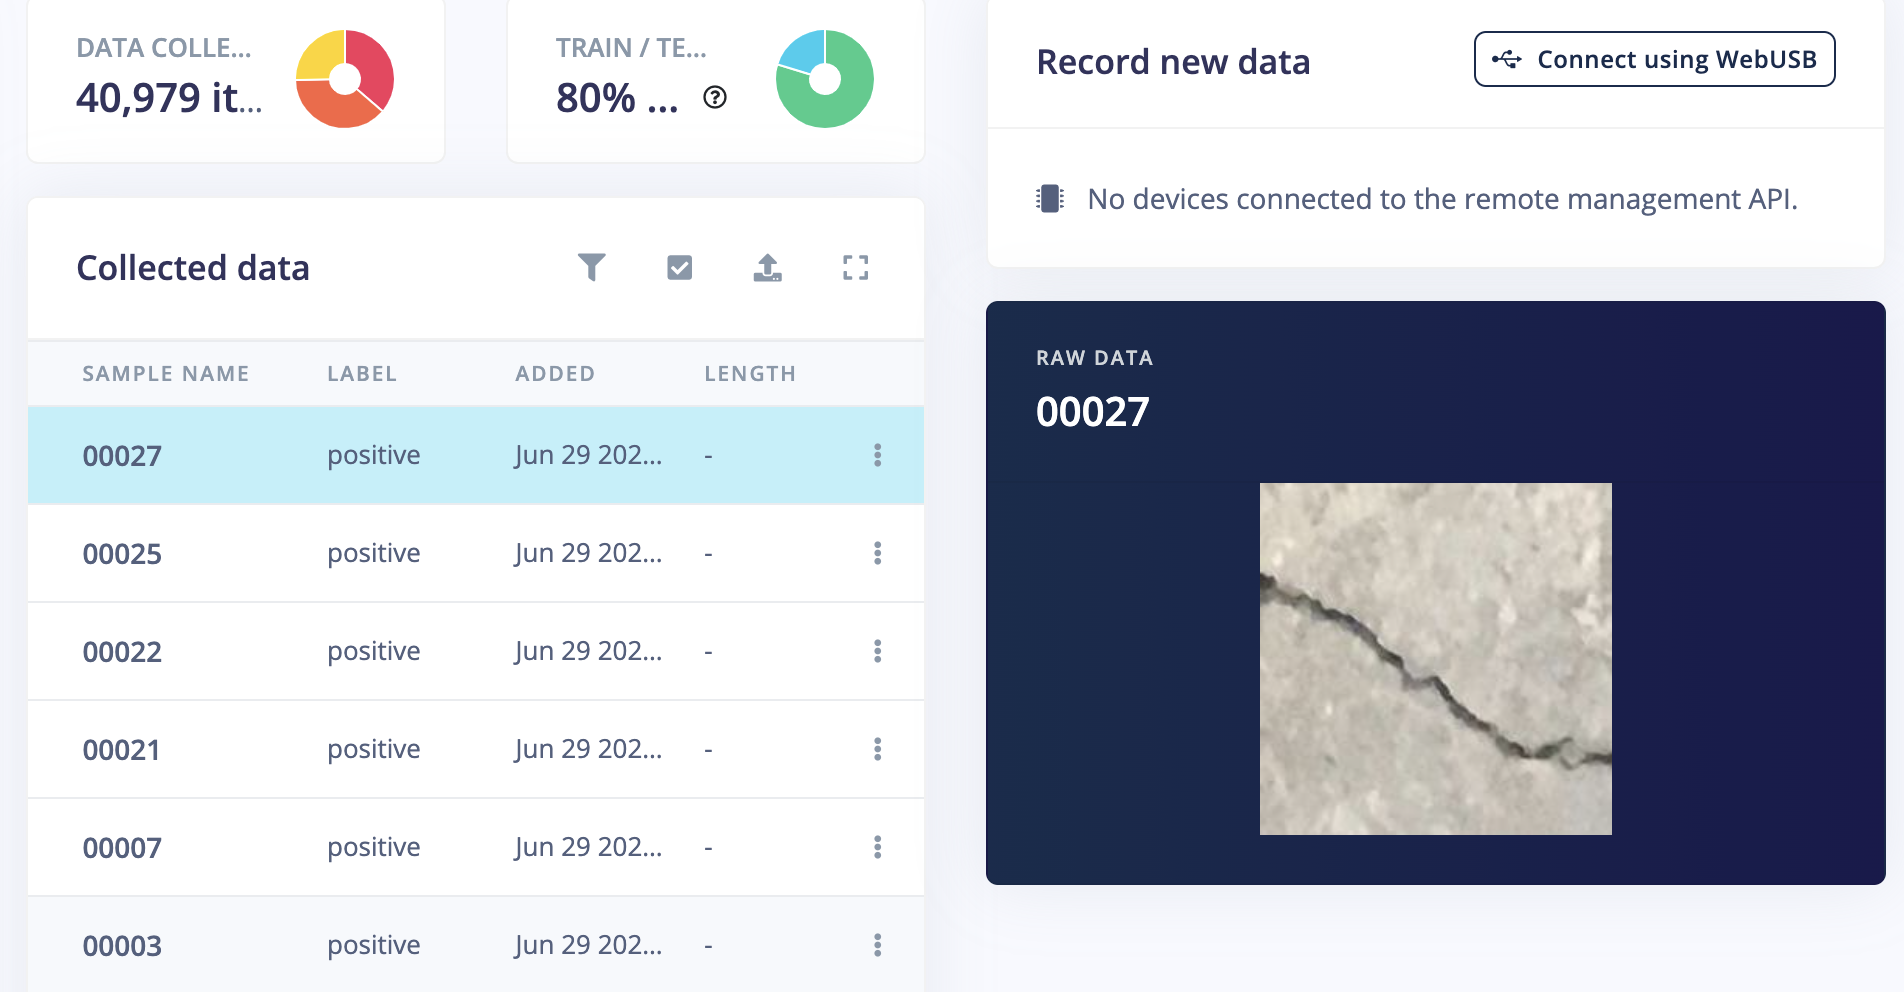 DATA COLLE...
40,979 it...
TRAIN / TE...
80% ...
Record new data
Connect using WebUSB
No devices connected to the remote management API.
Collected data
SAMPLE NAME LABEL ADDED LENGTH
00027 positive Jun 29 202... -
00025 positive Jun 29 202... -
00022 positive Jun 29 202... -
00021 positive Jun 29 202... -
00007 positive Jun 29 202... -
00003 positive Jun 29 202... -
RAW DATA
00027